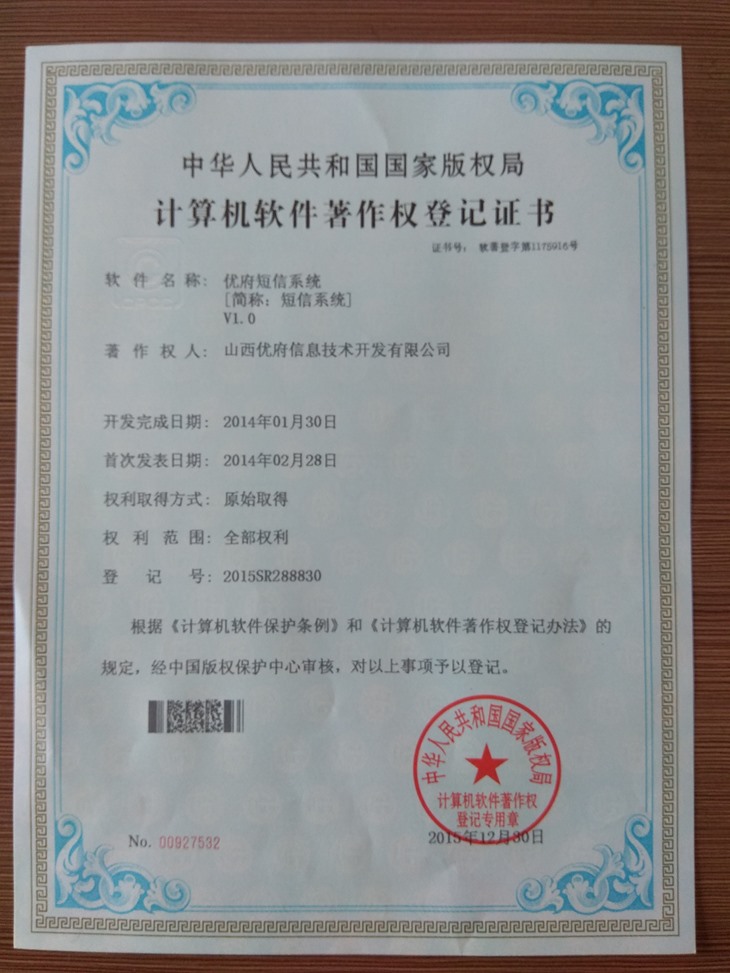 中华人民共和国国家版权局
计算机软件著作权登记证书
证书号： 软著登字第1175916号
软件名称： 优府短信系统
[简称：短信系统]
V1.0
著作权人： 山西优府信息技术开发有限公司
开发完成日期： 2014年01月30日
首次发表日期： 2014年02月28日
权利取得方式： 原始取得
权利范围： 全部权利
登记号： 2015SR288830
根据《计算机软件保护条例》和《计算机软件著作权登记办法》的
规定，经中国版权保护中心审核，对以上事项予以登记。
中华人民共和国国家版权局
计算机软件著作权
登记专用章
No. 00927532
2015年12月30日